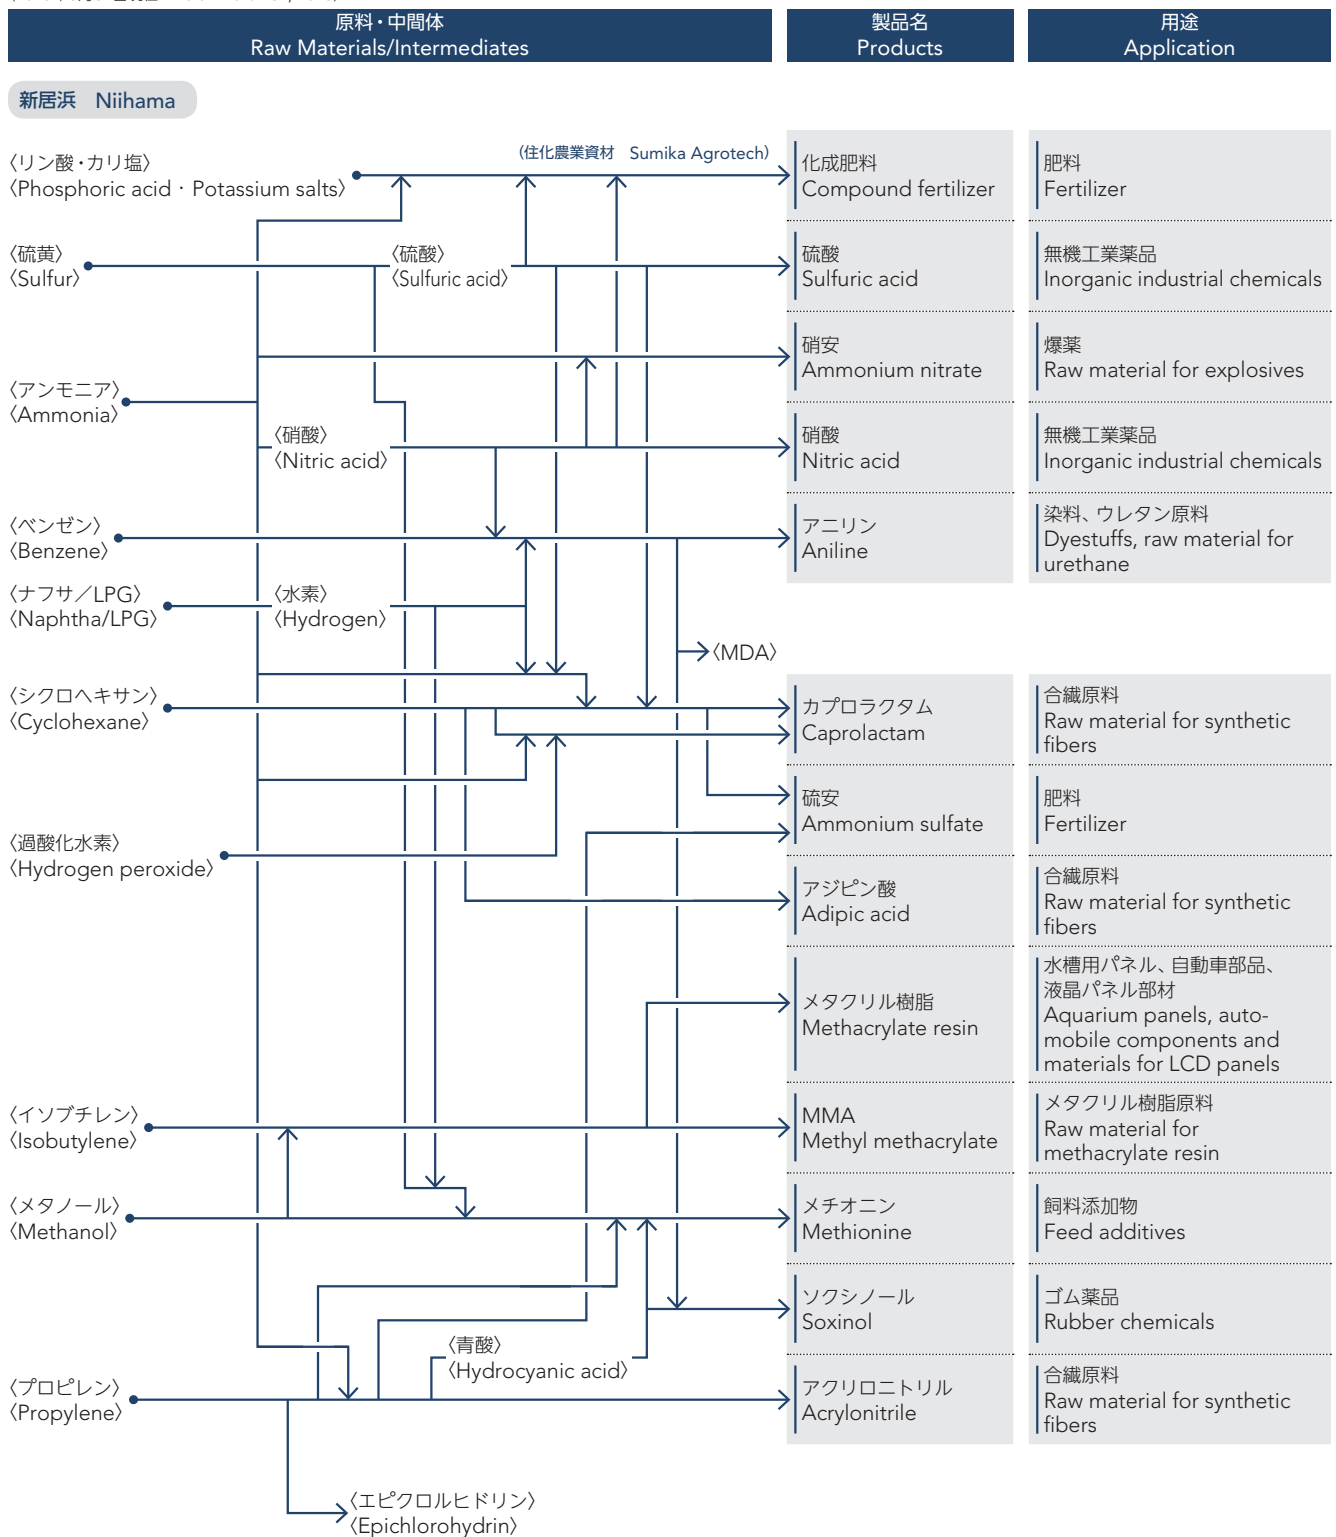 原料・中間体
Raw Materials/Intermediates
製品名
Products
用途
Application
新居浜 Niihama
〈リン酸・カリ塩〉
〈Phosphoric acid・Potassium salts〉
(住化農業資材 Sumika Agrotech)
化成肥料
Compound fertilizer
肥料
Fertilizer
〈硫黄〉
〈Sulfur〉
〈硫酸〉
〈Sulfuric acid〉
硫酸
Sulfuric acid
無機工業薬品
Inorganic industrial chemicals
硝安
Ammonium nitrate
爆薬
Raw material for explosives
〈アンモニア〉
〈Ammonia〉
〈硝酸〉
〈Nitric acid〉
硝酸
Nitric acid
無機工業薬品
Inorganic industrial chemicals
〈ベンゼン〉
〈Benzene〉
アニリン
Aniline
染料、ウレタン原料
Dyestuffs, raw material for
urethane
〈ナフサ／LPG〉
〈Naphtha/LPG〉
〈水素〉
〈Hydrogen〉
〈MDA〉
〈シクロヘキサン〉
〈Cyclohexane〉
カプロラクタム
Caprolactam
合繊原料
Raw material for synthetic
fibers
硫安
Ammonium sulfate
肥料
Fertilizer
〈過酸化水素〉
〈Hydrogen peroxide〉
アジピン酸
Adipic acid
合繊原料
Raw material for synthetic
fibers
メタクリル樹脂
Methacrylate resin
水槽用パネル、自動車部品、
液晶パネル部材
Aquarium panels, auto-
mobile components and
materials for LCD panels
〈イソブチレン〉
〈Isobutylene〉
MMA
Methyl methacrylate
メタクリル樹脂原料
Raw material for
methacrylate resin
〈メタノール〉
〈Methanol〉
メチオニン
Methionine
飼料添加物
Feed additives
ソクシノール
Soxinol
ゴム薬品
Rubber chemicals
〈青酸〉
〈Hydrocyanic acid〉
〈プロピレン〉
〈Propylene〉
アクリロニトリル
Acrylonitrile
合繊原料
Raw material for synthetic
fibers
〈エピクロルヒドリン〉
〈Epichlorohydrin〉